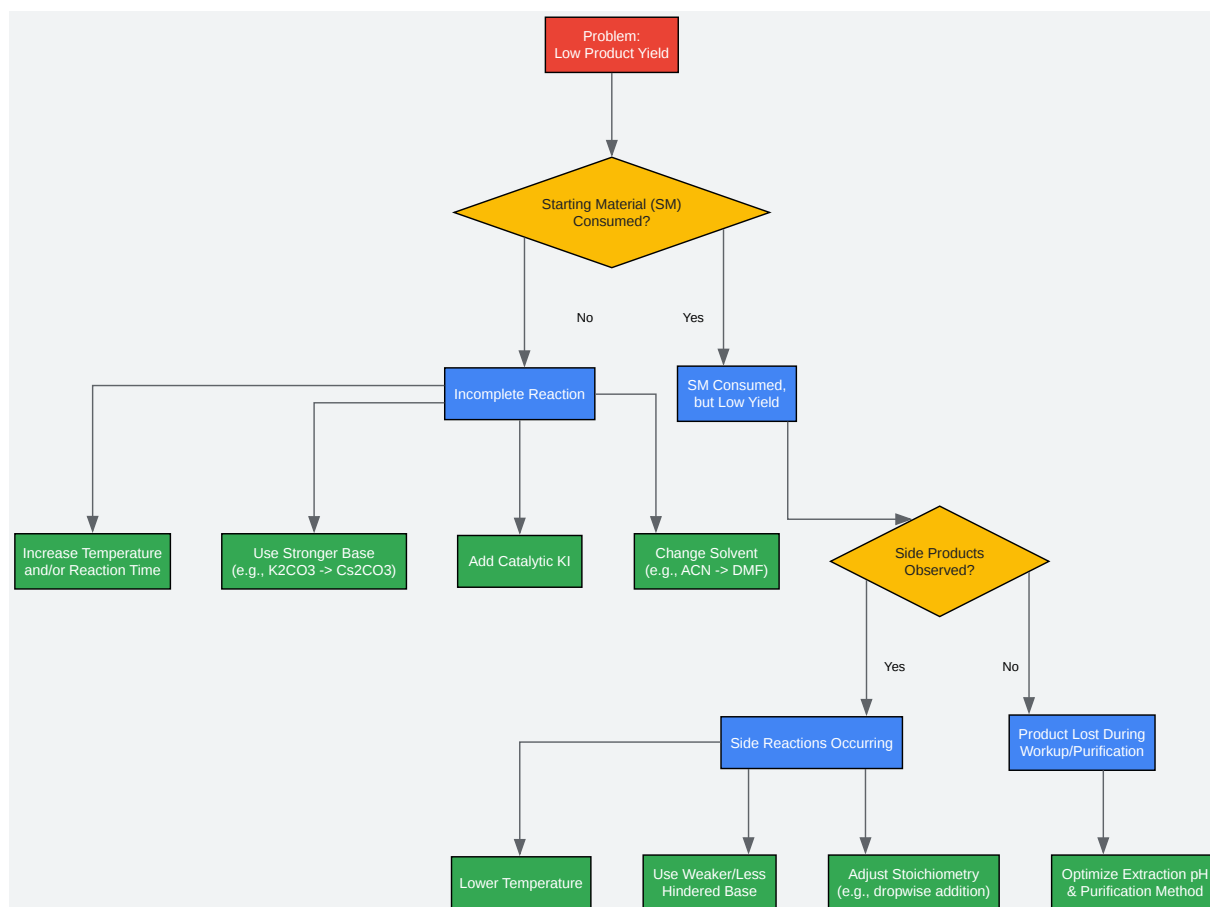 Problem:
Low Product Yield
Starting Material (SM)
Consumed?
No
Yes
Incomplete Reaction
SM Consumed,
but Low Yield
Increase Temperature
and/or Reaction Time
Use Stronger Base
(e.g., K2CO3 -> Cs2CO3)
Add Catalytic KI
Change Solvent
(e.g., ACN -> DMF)
Side Products
Observed?
Yes
No
Side Reactions Occurring
Product Lost During
Workup/Purification
Lower Temperature
Use Weaker/Less
Hindered Base
Adjust Stoichiometry
(e.g., dropwise addition)
Optimize Extraction pH
& Purification Method